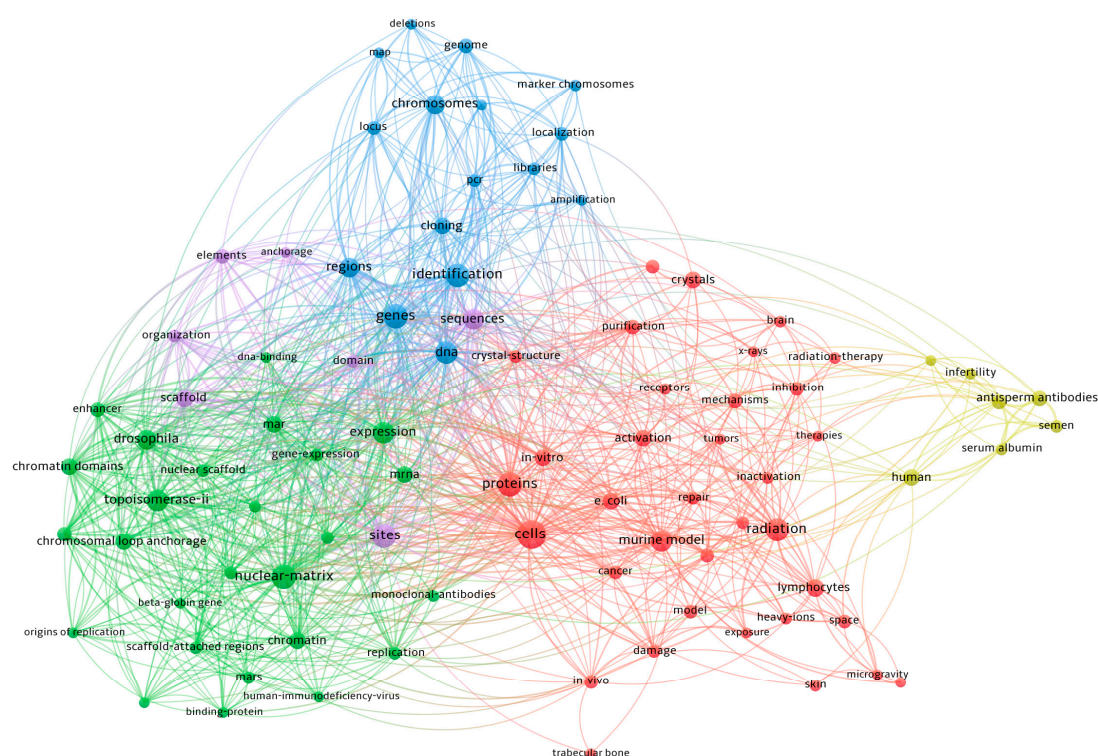 deletions
genome
map
marker chromosomes
chromosomes
locus
localization
libraries
pcr
amplification
cloning
elements
anchorage
regions
identification
crystals
genes
sequences
purification
brain
organization
dna-binding
domain
dna
crystal-structure
x-rays
radiation-therapy
infertility
receptors
inhibition
antisperm antibodies
scaffold
mechanisms
enhancer
mar
semen
drosophila
expression
activation
tumors
therapies
serum albumin
gene-expression
in-vitro
chromatin domains
nuclear scaffold
mrna
proteins
inactivation
human
topoisomerase-ii
e. coli
repair
radiation
sites
cells
murine model
chromosomal loop anchorage
nuclear-matrix
cancer
lymphocytes
monoclonal-antibodies
beta-globin gene
model
heavy-ions
space
origins of replication
exposure
scaffold-attached regions
chromatin
replication
damage
mars
in vivo
microgravity
skin
human-immunodeficiency-virus
binding-protein
trabecular bone